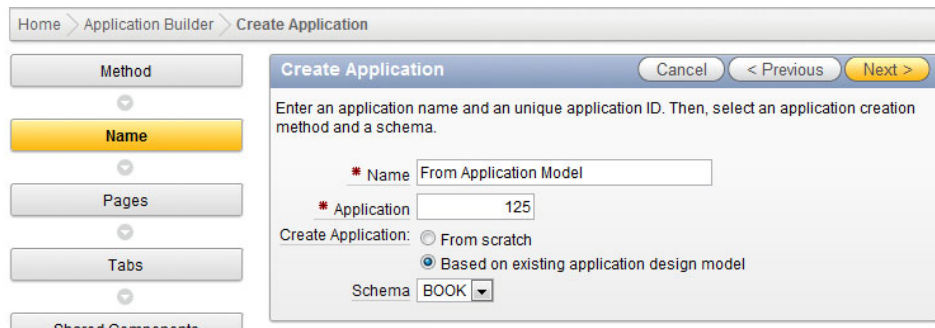 Home > Application Builder > Create Application
Method
Name
Pages
Tabs
Shared Components
Create Application
Cancel
< Previous
Next >
Enter an application name and an unique application ID. Then, select an application creation
method and a schema.
* Name From Application Model
* Application 125
Create Application: From scratch
Based on existing application design model
Schema BOOK